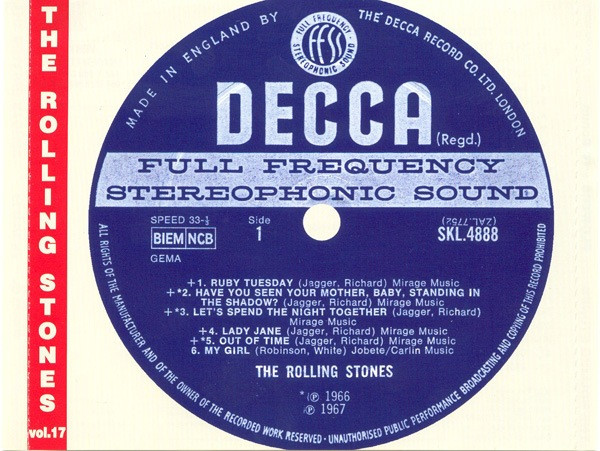 THE ROLLING STONES
vol.17
MADE IN ENGLAND BY
THE DECCA RECORD CO. LTD. LONDON
FULL FREQUENCY
ffss
STEREOPHONIC SOUND
DECCA
(Regd.)
FULL FREQUENCY
STEREOPHONIC SOUND
SPEED 33-⅓
Side
1
(ZAL.7752)
SKL.4888
BIEM NCB
GEMA
+1. RUBY TUESDAY (Jagger, Richard) Mirage Music
+*2. HAVE YOU SEEN YOUR MOTHER, BABY, STANDING IN
THE SHADOW? (Jagger, Richard) Mirage Music
+*3. LET'S SPEND THE NIGHT TOGETHER (Jagger, Richard)
Mirage Music
+4. LADY JANE (Jagger, Richard) Mirage Music
+*5. OUT OF TIME (Jagger, Richard) Mirage Music
6. MY GIRL (Robinson, White) Jobete/Carlin Music
THE ROLLING STONES
*℗ 1966
℗ 1967
ALL RIGHTS OF THE MANUFACTURER AND OF THE OWNER OF THE RECORDED WORK RESERVED · UNAUTHORISED PUBLIC PERFORMANCE BROADCASTING AND COPYING OF THIS RECORD PROHIBITED